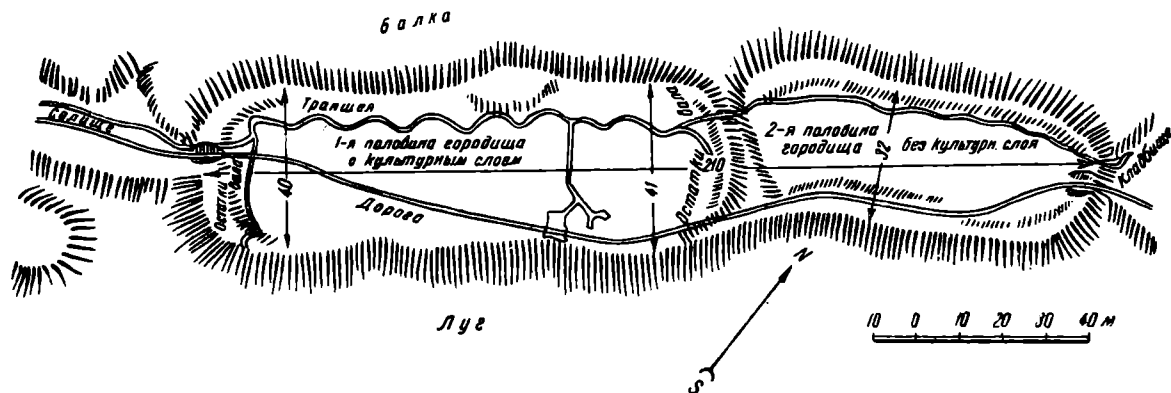 балка
Селище
Траншея
1-я половина городища
с культурным слоем
Остатки
вала
40
Дорога
41
Остатки
вала
210
2-я половина
городища
без культурн. слоя
32
Кладбище
Луг
N
S
10 0 10 20 30 40 м